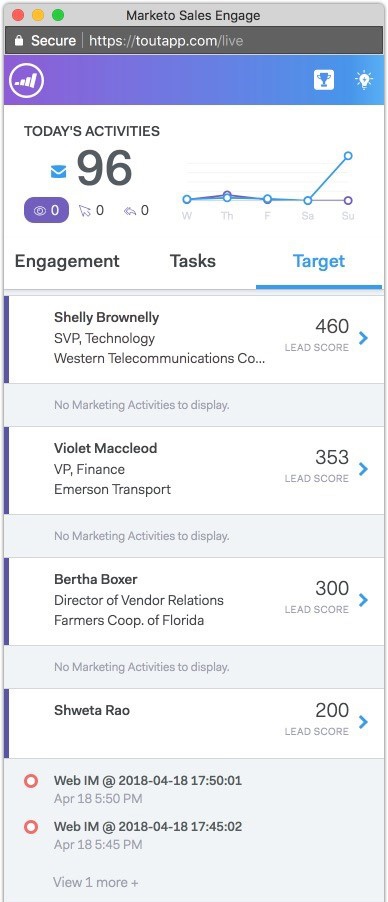 Marketo Sales Engage
Secure | https://toutapp.com/live
TODAY'S ACTIVITIES
96
0 0 0
W Th F Sa Su
Engagement Tasks Target
Shelly Brownelly
SVP, Technology
Western Telecommunications Co...
460
LEAD SCORE
No Marketing Activities to display.
Violet Maccleod
VP, Finance
Emerson Transport
353
LEAD SCORE
No Marketing Activities to display.
Bertha Boxer
Director of Vendor Relations
Farmers Coop. of Florida
300
LEAD SCORE
No Marketing Activities to display.
Shweta Rao
200
LEAD SCORE
Web IM @ 2018-04-18 17:50:01
Apr 18 5:50 PM
Web IM @ 2018-04-18 17:45:02
Apr 18 5:45 PM
View 1 more +